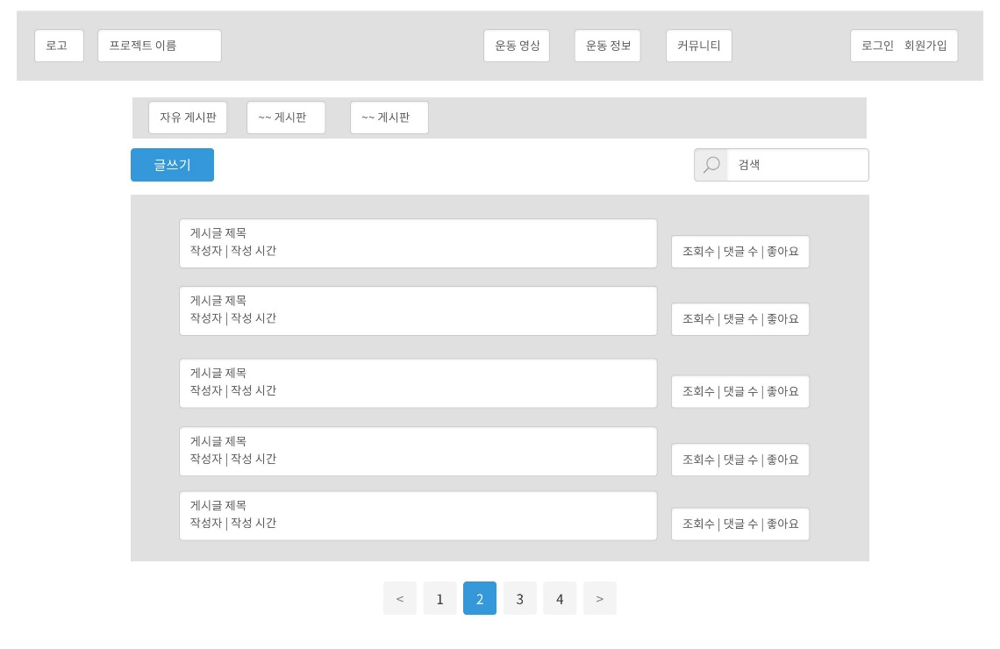 로고
프로젝트 이름
운동 영상
운동 정보
커뮤니티
로그인 회원가입
자유 게시판
~~ 게시판
~~ 게시판
글쓰기
검색
게시글 제목
작성자 | 작성 시간
조회수 | 댓글 수 | 좋아요
게시글 제목
작성자 | 작성 시간
조회수 | 댓글 수 | 좋아요
게시글 제목
작성자 | 작성 시간
조회수 | 댓글 수 | 좋아요
게시글 제목
작성자 | 작성 시간
조회수 | 댓글 수 | 좋아요
게시글 제목
작성자 | 작성 시간
조회수 | 댓글 수 | 좋아요
< 1 2 3 4 >